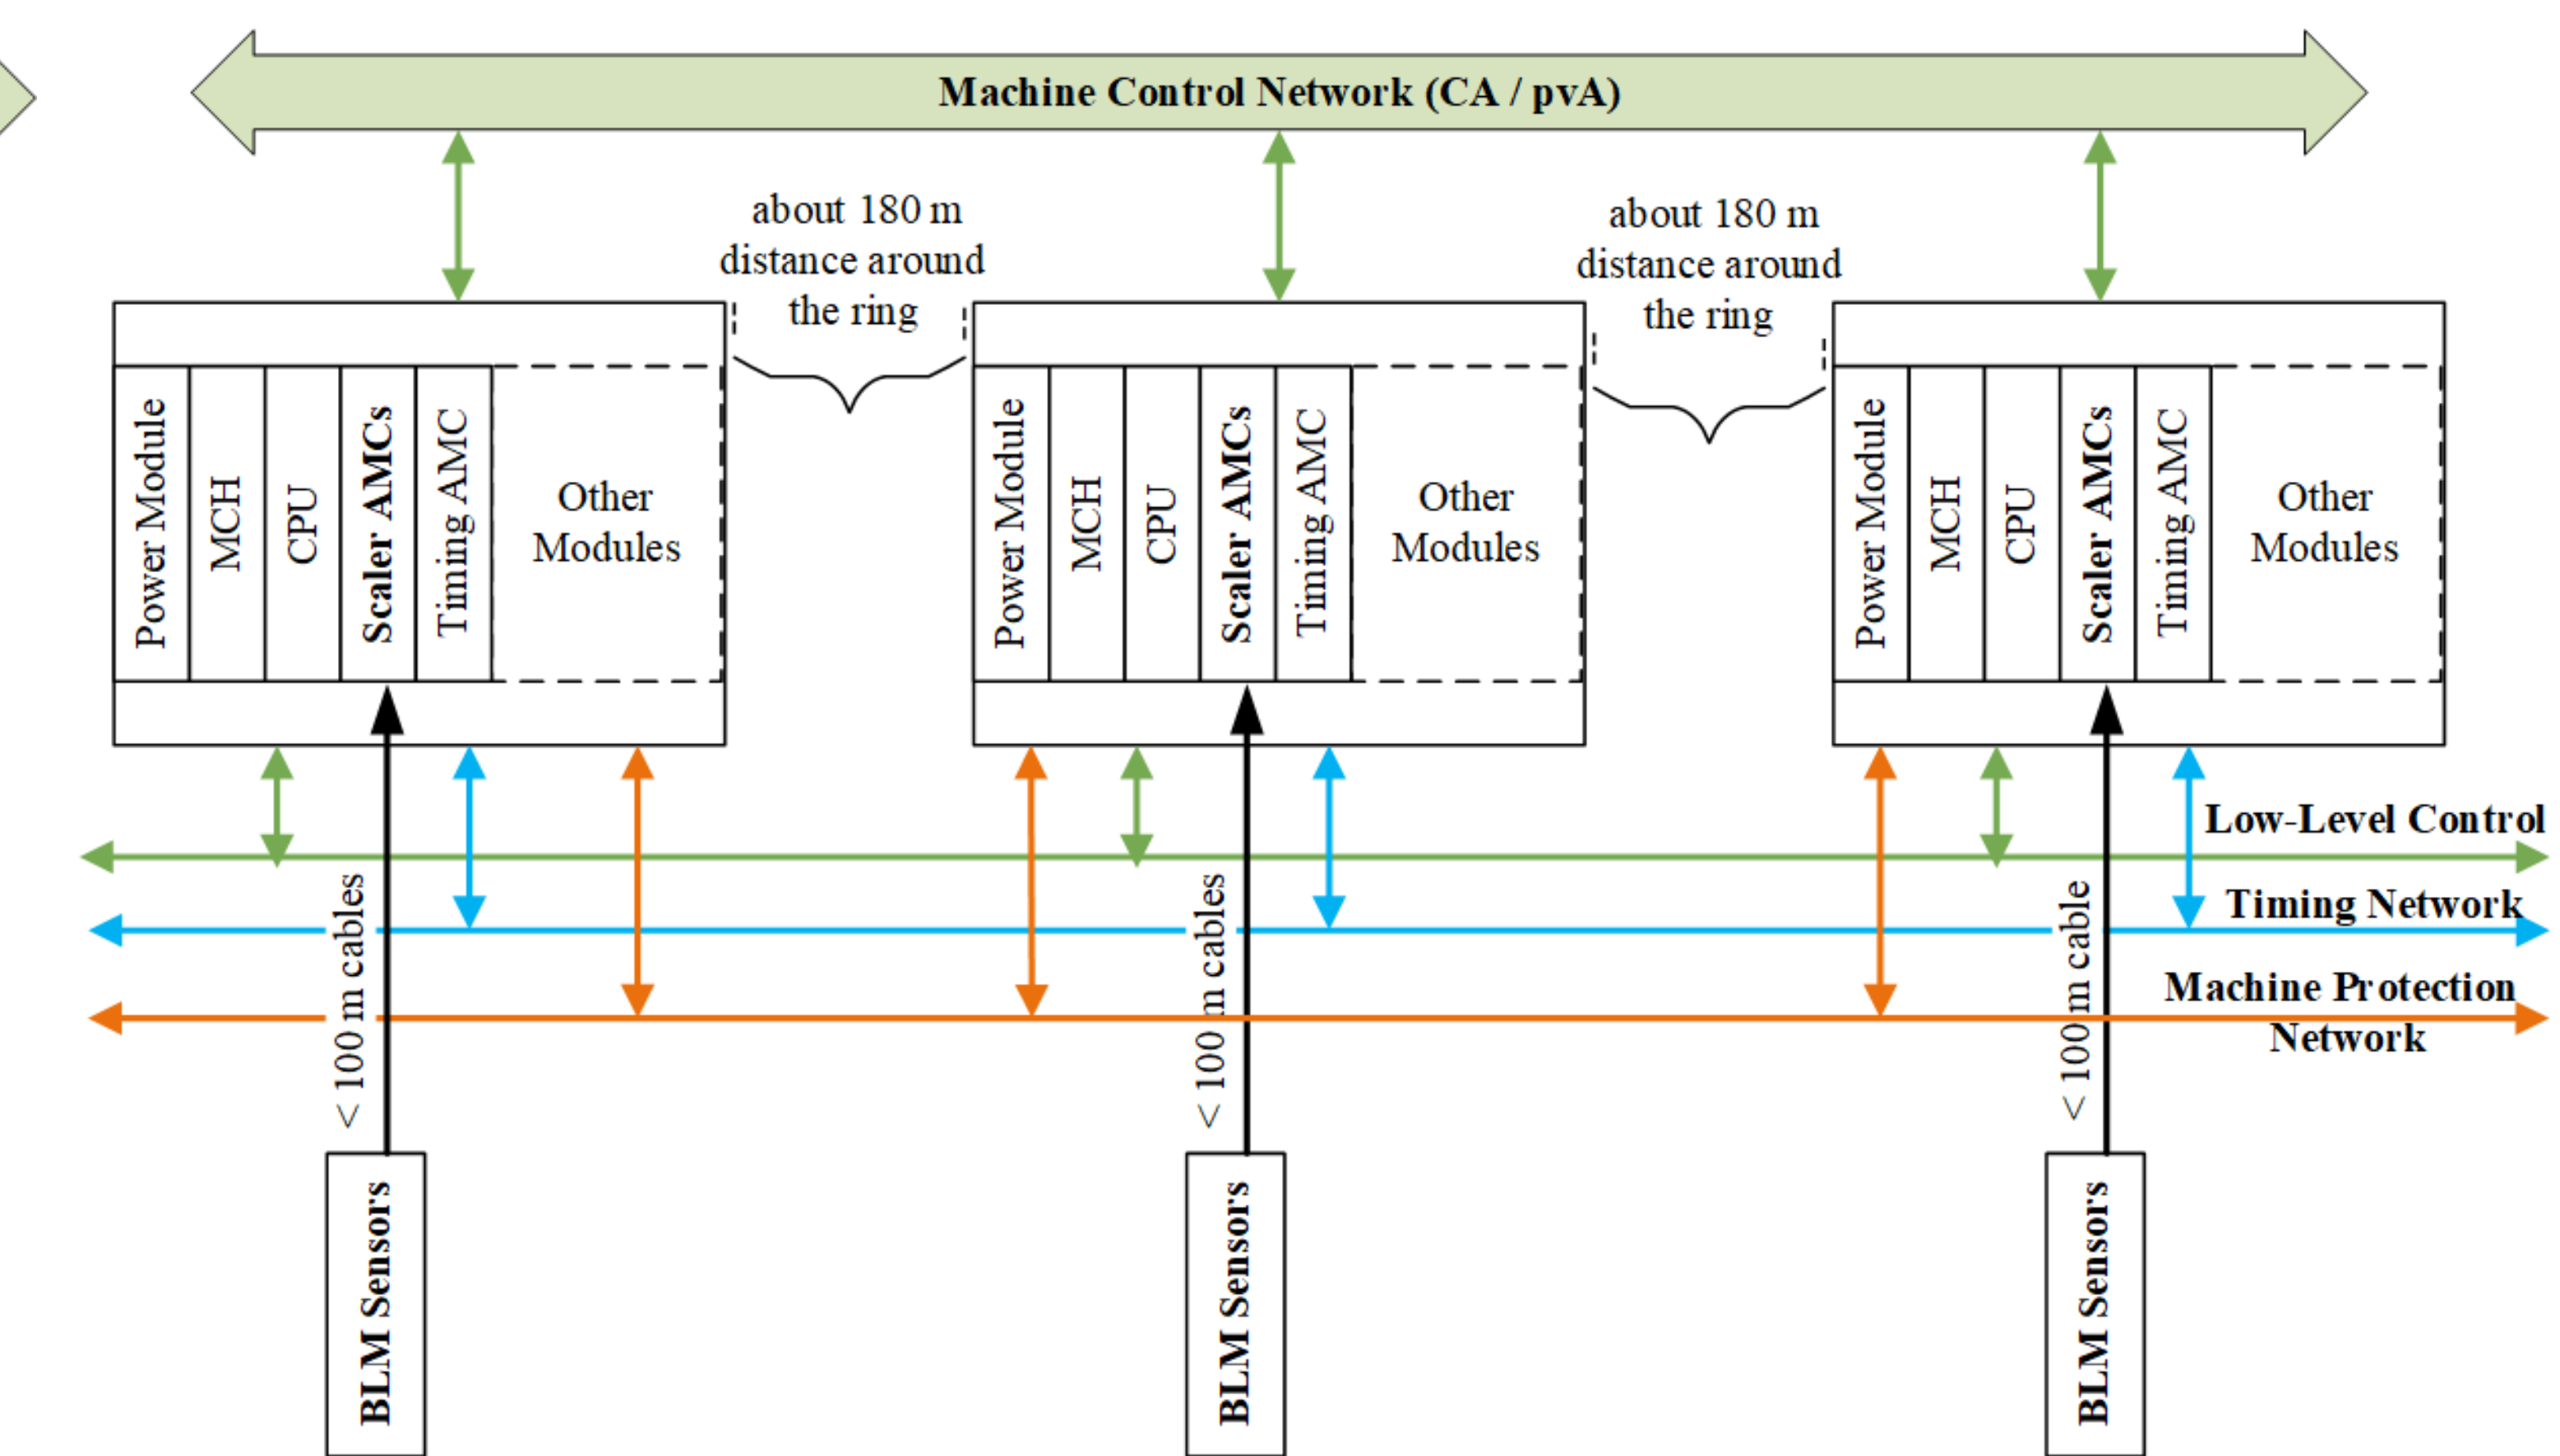 Machine Control Network (CA / pvA)
about 180 m
distance around
the ring
about 180 m
distance around
the ring
Power Module
MCH
CPU
Scaler AMCs
Timing AMC
Other
Modules
Power Module
MCH
CPU
Scaler AMCs
Timing AMC
Other
Modules
Power Module
MCH
CPU
Scaler AMCs
Timing AMC
Other
Modules
Low-Level Control
Timing Network
Machine Protection
Network
< 100 m cables
< 100 m cables
< 100 m cable
BLM Sensors
BLM Sensors
BLM Sensors